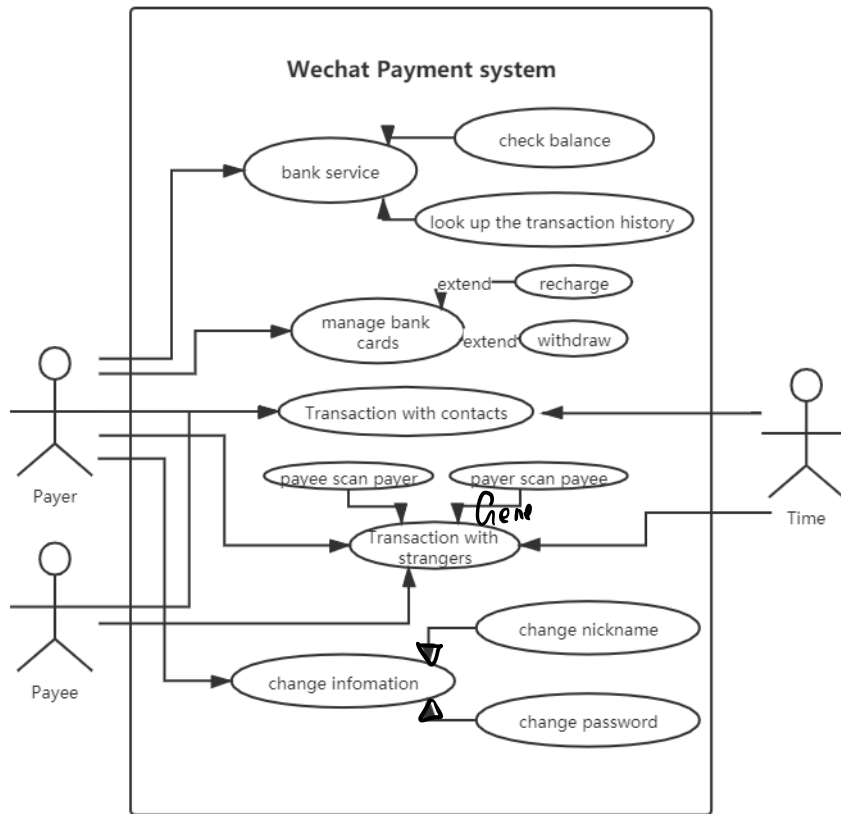 Wechat Payment system
check balance
bank service
look up the transaction history
extend
recharge
manage bank
cards
extend
withdraw
Transaction with contacts
Payer
payee scan payer
payer scan payee
Gene
Time
Transaction with
strangers
change nickname
change infomation
Payee
change password